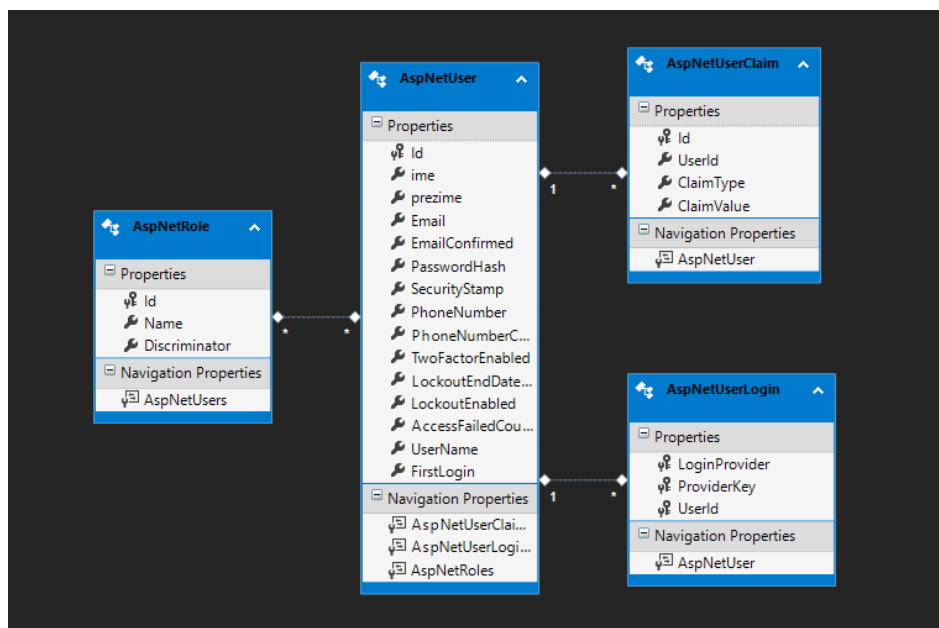 AspNetRole
Properties
Id
Name
Discriminator
Navigation Properties
AspNetUsers
*
*
AspNetUser
Properties
Id
ime
prezime
Email
EmailConfirmed
PasswordHash
SecurityStamp
PhoneNumber
PhoneNumberC...
TwoFactorEnabled
LockoutEndDate...
LockoutEnabled
AccessFailedCou...
UserName
FirstLogin
Navigation Properties
AspNetUserClai...
AspNetUserLogi...
AspNetRoles
1
*
AspNetUserClaim
Properties
Id
UserId
ClaimType
ClaimValue
Navigation Properties
AspNetUser
1
*
AspNetUserLogin
Properties
LoginProvider
ProviderKey
UserId
Navigation Properties
AspNetUser